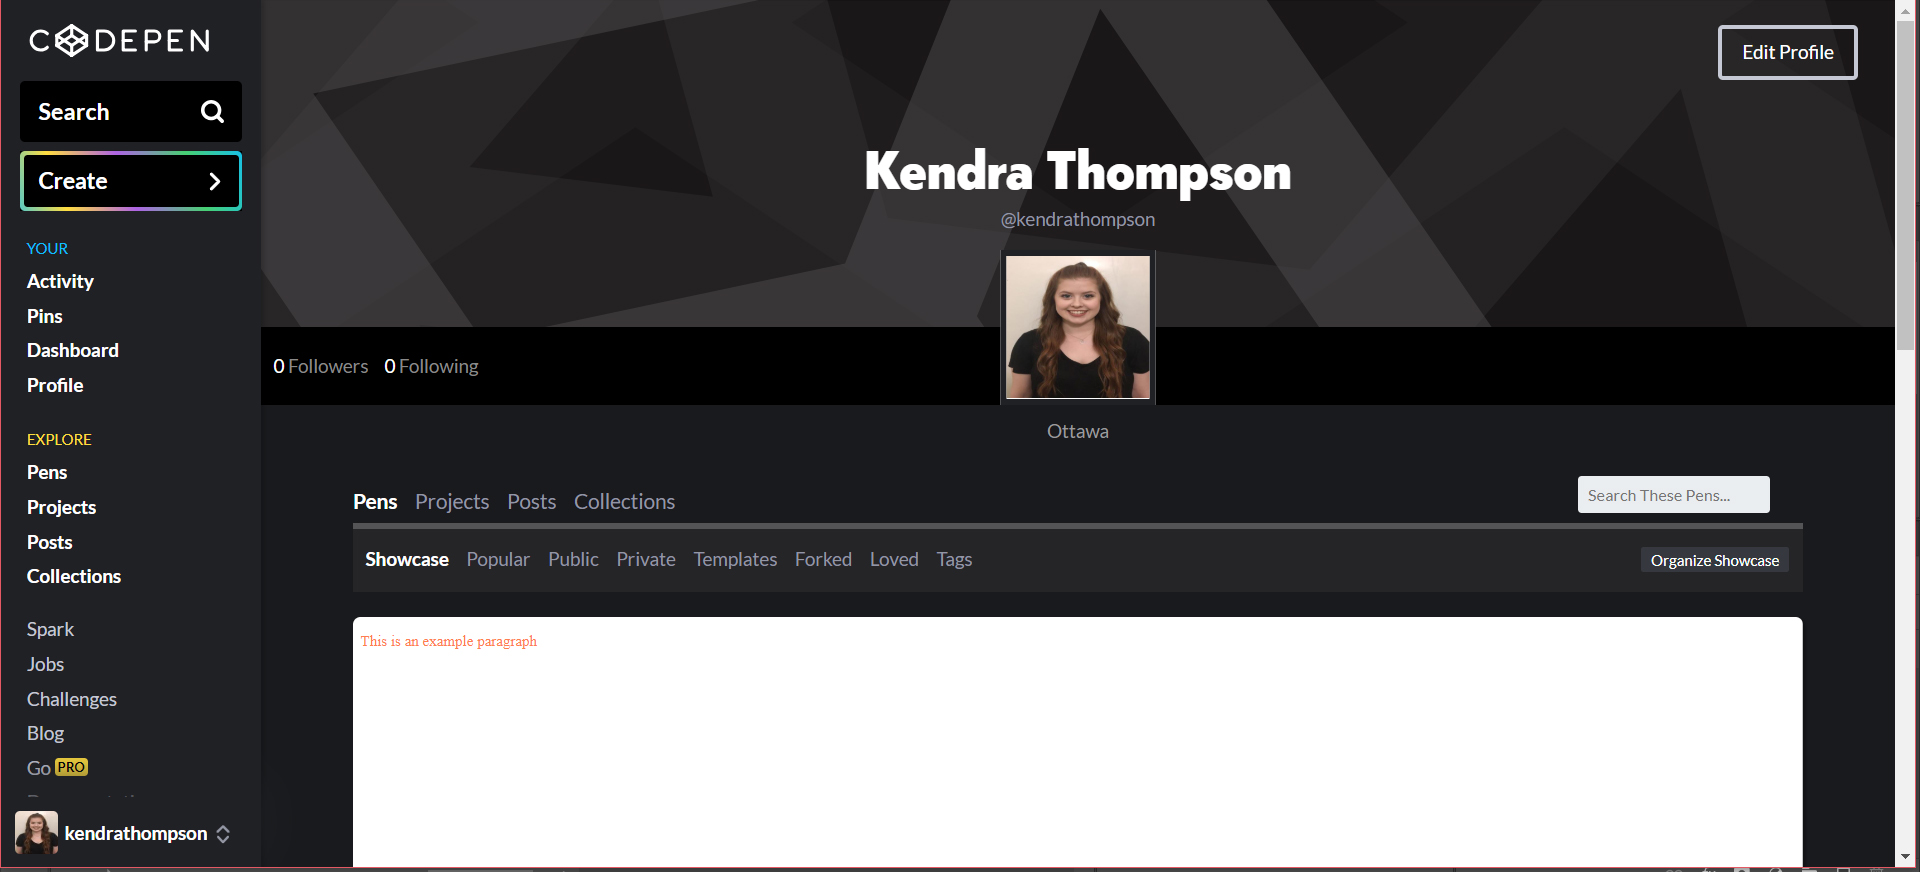 CODEPEN
Search
Create
YOUR
Activity
Pins
Dashboard
Profile
EXPLORE
Pens
Projects
Posts
Collections
Spark
Jobs
Challenges
Blog
Go PRO
kendrathompson
Edit Profile
Kendra Thompson
@kendrathompson
0 Followers 0 Following
Ottawa
Pens Projects Posts Collections
Search These Pens...
Showcase Popular Public Private Templates Forked Loved Tags
Organize Showcase
This is an example paragraph